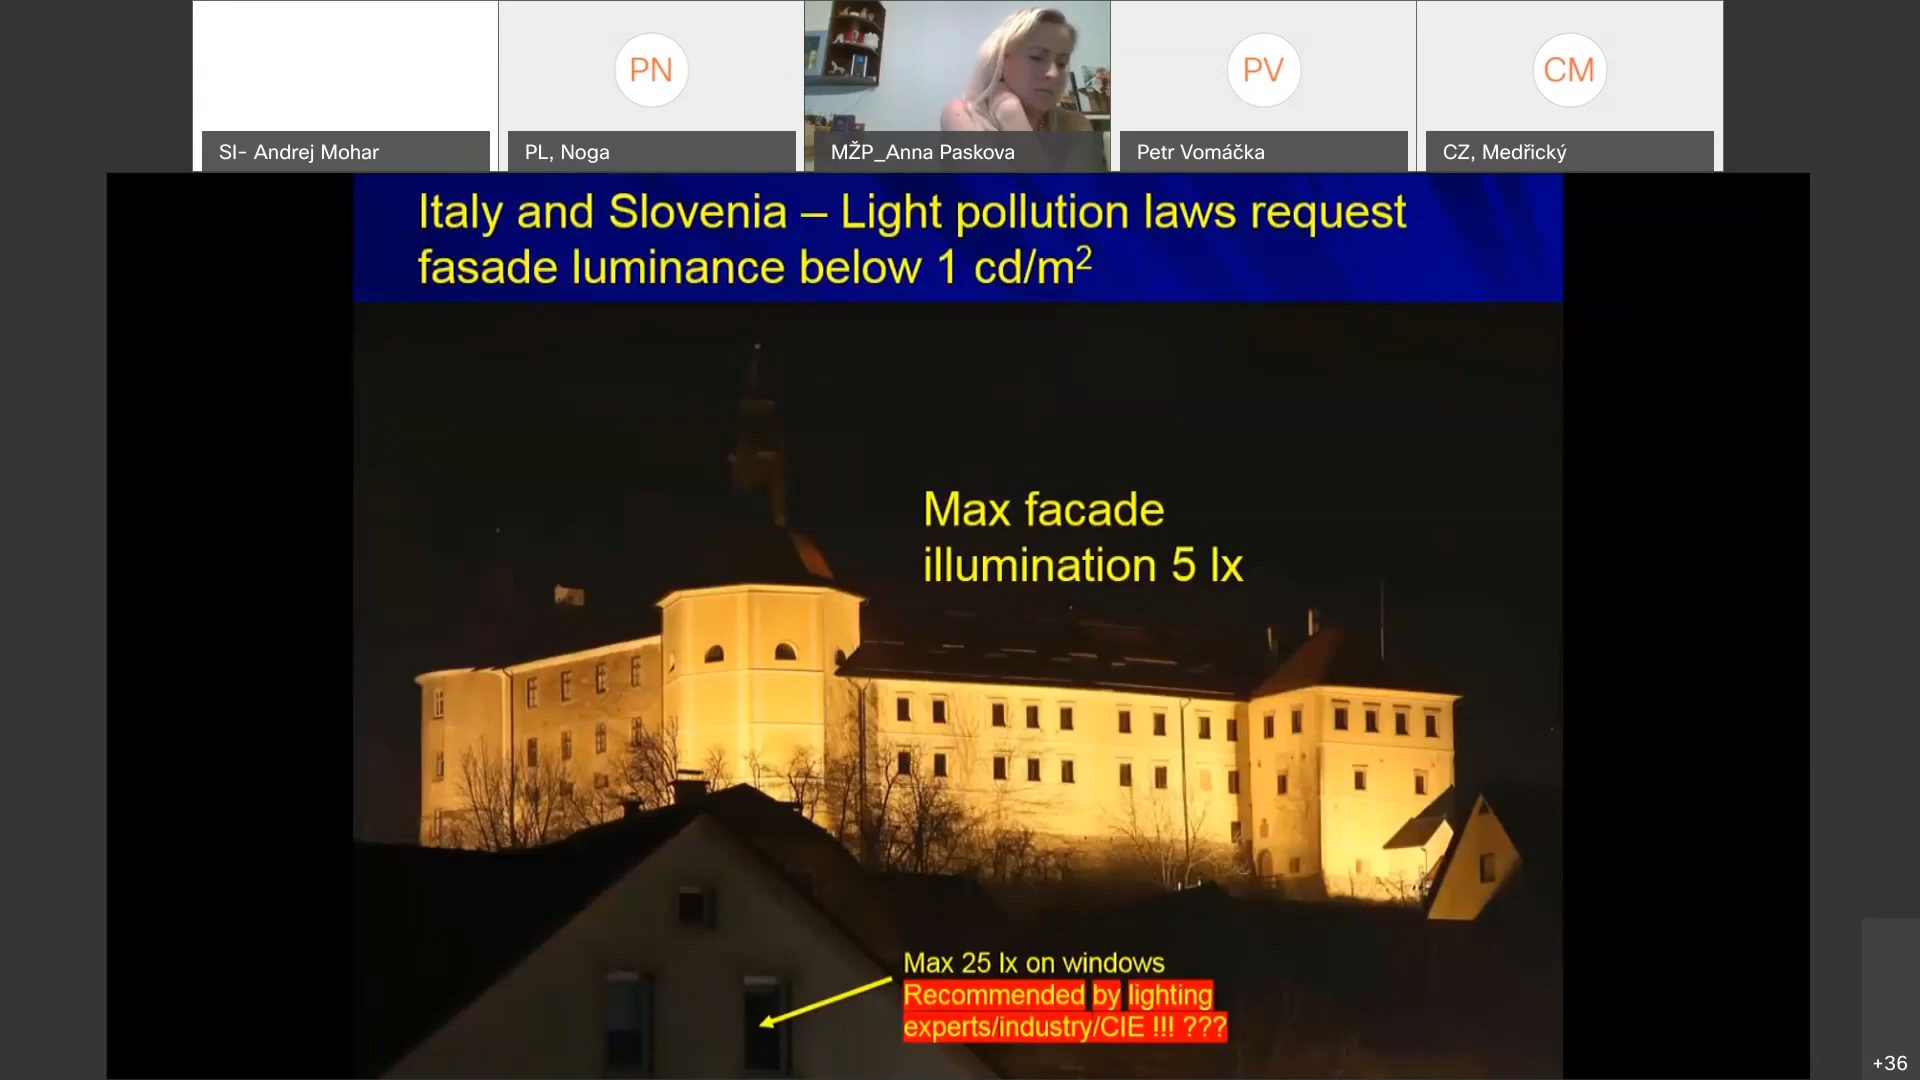 PN
PV
CM
SI- Andrej Mohar
PL, Noga
MŽP_Anna Paskova
Petr Vomáčka
CZ, Medřický
Italy and Slovenia – Light pollution laws request
fasade luminance below 1 cd/m²
Max facade
illumination 5 lx
Max 25 lx on windows
Recommended by lighting
experts/industry/CIE !!! ???
+36